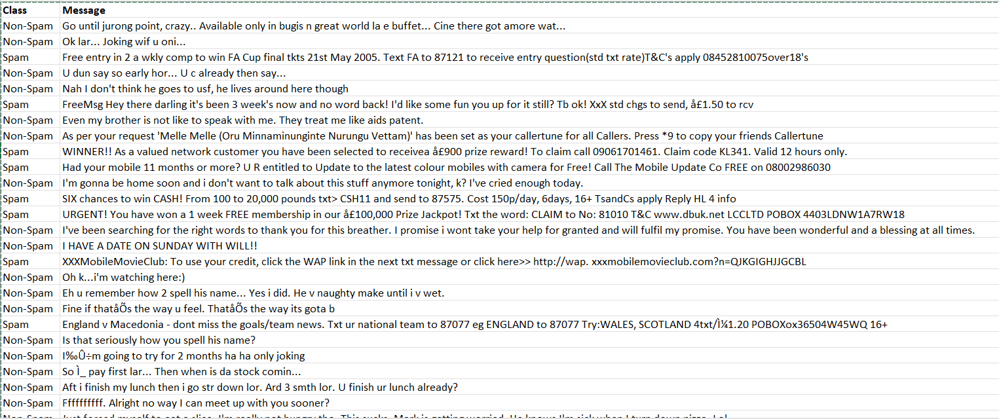 Class Message
Non-Spam Go until jurong point, crazy.. Available only in bugis n great world la e buffet... Cine there got amore wat...
Non-Spam Ok lar... Joking wif u oni...
Spam Free entry in 2 a wkly comp to win FA Cup final tkts 21st May 2005. Text FA to 87121 to receive entry question(std txt rate)T&C's apply 08452810075over18's
Non-Spam U dun say so early hor... U c already then say...
Non-Spam Nah I don't think he goes to usf, he lives around here though
Spam FreeMsg Hey there darling it's been 3 week's now and no word back! I'd like some fun you up for it still? Tb ok! XxX std chgs to send, å£1.50 to rcv
Non-Spam Even my brother is not like to speak with me. They treat me like aids patent.
Non-Spam As per your request 'Melle Melle (Oru Minnaminunginte Nurungu Vettam)' has been set as your callertune for all Callers. Press *9 to copy your friends Callertune
Spam WINNER!! As a valued network customer you have been selected to receivea å£900 prize reward! To claim call 09061701461. Claim code KL341. Valid 12 hours only.
Spam Had your mobile 11 months or more? U R entitled to Update to the latest colour mobiles with camera for Free! Call The Mobile Update Co FREE on 08002986030
Non-Spam I'm gonna be home soon and i don't want to talk about this stuff anymore tonight, k? I've cried enough today.
Spam SIX chances to win CASH! From 100 to 20,000 pounds txt> CSH11 and send to 87575. Cost 150p/day, 6days, 16+ TsandCs apply Reply HL 4 info
Spam URGENT! You have won a 1 week FREE membership in our å£100,000 Prize Jackpot! Txt the word: CLAIM to No: 81010 T&C www.dbuk.net LCCLTD POBOX 4403LDNW1A7RW18
Non-Spam I've been searching for the right words to thank you for this breather. I promise i wont take your help for granted and will fulfil my promise. You have been wonderful and a blessing at all times.
Non-Spam I HAVE A DATE ON SUNDAY WITH WILL!!
Spam XXXMobileMovieClub: To use your credit, click the WAP link in the next txt message or click here>> http://wap. xxxmobilemovieclub.com?n=QJKGIGHJJGCBL
Non-Spam Oh k...i'm watching here:)
Non-Spam Eh u remember how 2 spell his name... Yes i did. He v naughty make until i v wet.
Non-Spam Fine if thatåÕs the way u feel. ThatåÕs the way its gota b
Spam England v Macedonia - dont miss the goals/team news. Txt ur national team to 87077 eg ENGLAND to 87077 Try:WALES, SCOTLAND 4txt/Ì¼1.20 POBOXox36504W45WQ 16+
Non-Spam Is that seriously how you spell his name?
Non-Spam I‰Û÷m going to try for 2 months ha ha only joking
Non-Spam So Ì_ pay first lar... Then when is da stock comin...
Non-Spam Aft i finish my lunch then i go str down lor. Ard 3 smth lor. U finish ur lunch already?
Non-Spam Ffffffffff. Alright no way I can meet up with you sooner?